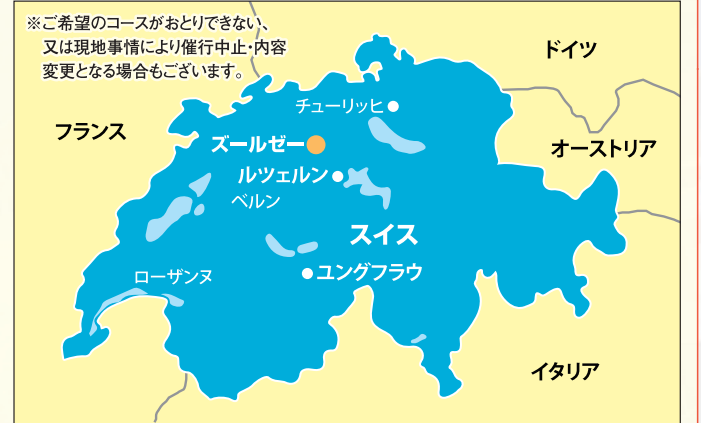 ※ご希望のコースがおとりできない、
又は現地事情により催行中止・内容
変更となる場合もございます。
ドイツ
チューリッヒ
フランス
ズールゼー
オーストリア
ルツェルン
ベルン
スイス
ユングフラウ
ローザンヌ
イタリア